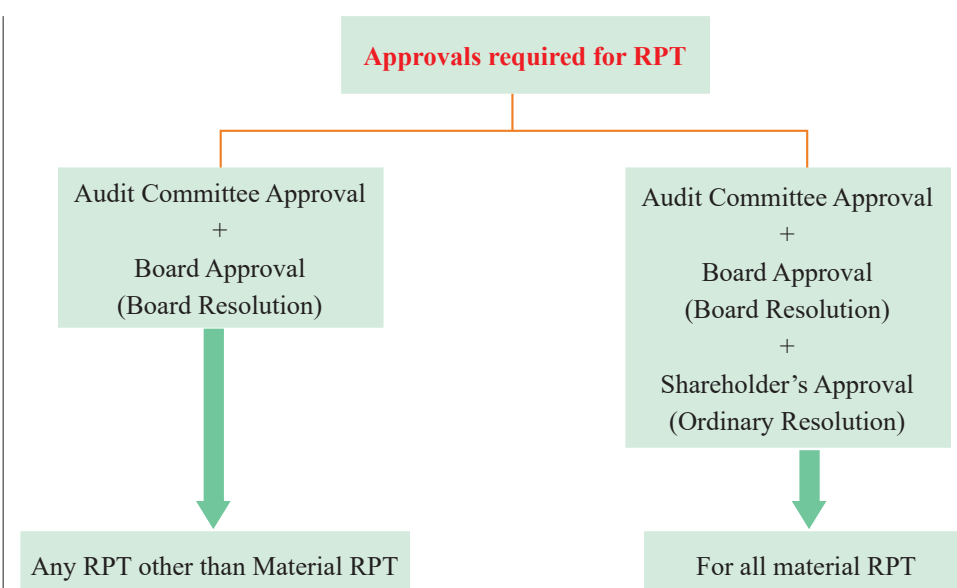 Approvals required for RPT
Audit Committee Approval
+
Board Approval
(Board Resolution)
Any RPT other than Material RPT
Audit Committee Approval
+
Board Approval
(Board Resolution)
+
Shareholder’s Approval
(Ordinary Resolution)
For all material RPT